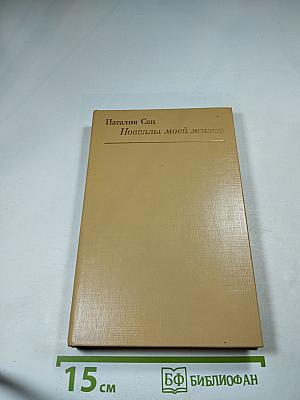 Наталия Сац
Новеллы моей жизни
15 см
БФ БИБЛИОФАН